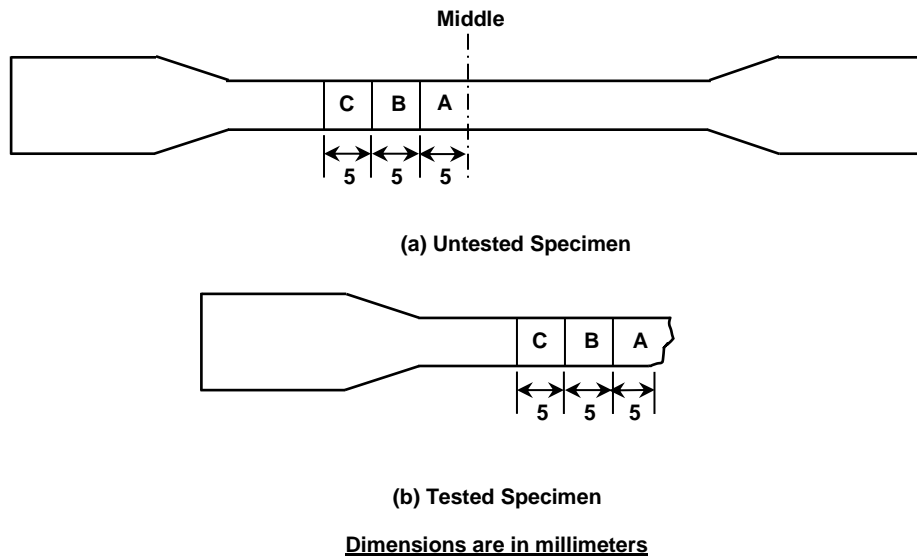 Middle
C B A
5 5 5
(a) Untested Specimen
C B A
5 5 5
(b) Tested Specimen
Dimensions are in millimeters